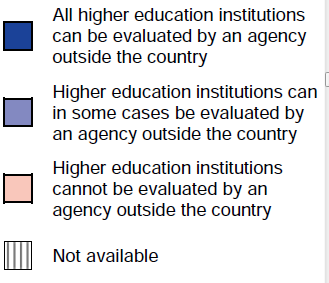 All higher education institutions
can be evaluated by an agency
outside the country
Higher education institutions can
in some cases be evaluated by
an agency outside the country
Higher education institutions
cannot be evaluated by an
agency outside the country
Not available